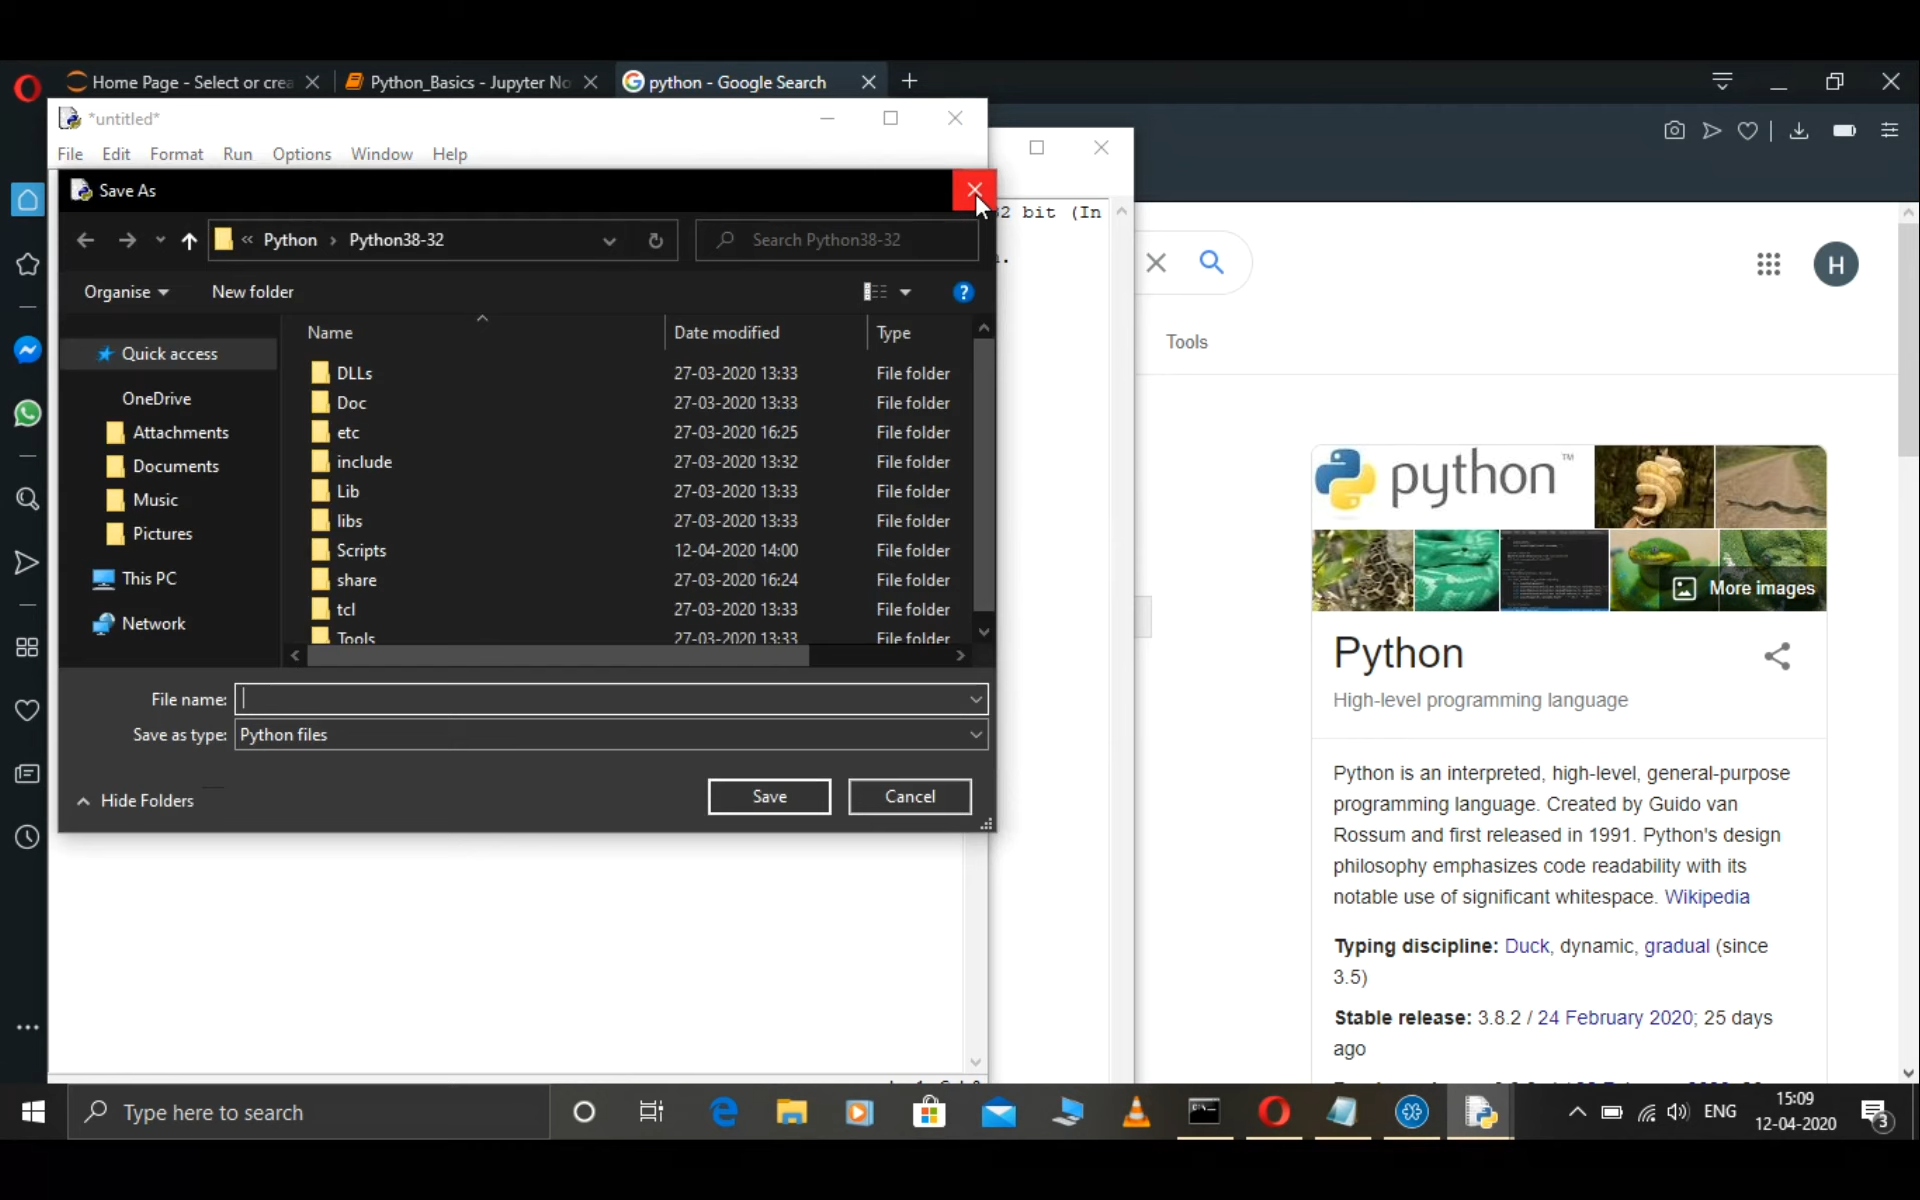 Home Page - Select or crea
Python_Basics - Jupyter No
python - Google Search
*untitled*
File Edit Format Run Options Window Help
Save As
« Python › Python38-32
Search Python38-32
2 bit (In
Organise
New folder
Name
Date modified
Type
Quick access
OneDrive
Attachments
Documents
Music
Pictures
This PC
Network
DLLs 27-03-2020 13:33 File folder
Doc 27-03-2020 13:33 File folder
etc 27-03-2020 16:25 File folder
include 27-03-2020 13:32 File folder
Lib 27-03-2020 13:33 File folder
libs 27-03-2020 13:33 File folder
Scripts 12-04-2020 14:00 File folder
share 27-03-2020 16:24 File folder
tcl 27-03-2020 13:33 File folder
Tools 27-03-2020 13:33 File folder
File name:
Save as type: Python files
Hide Folders
Save
Cancel
H
Tools
python™
More images
Python
High-level programming language
Python is an interpreted, high-level, general-purpose
programming language. Created by Guido van
Rossum and first released in 1991. Python's design
philosophy emphasizes code readability with its
notable use of significant whitespace. Wikipedia
Typing discipline: Duck, dynamic, gradual (since
3.5)
Stable release: 3.8.2 / 24 February 2020; 25 days
ago
Type here to search
ENG
15:09
12-04-2020
3